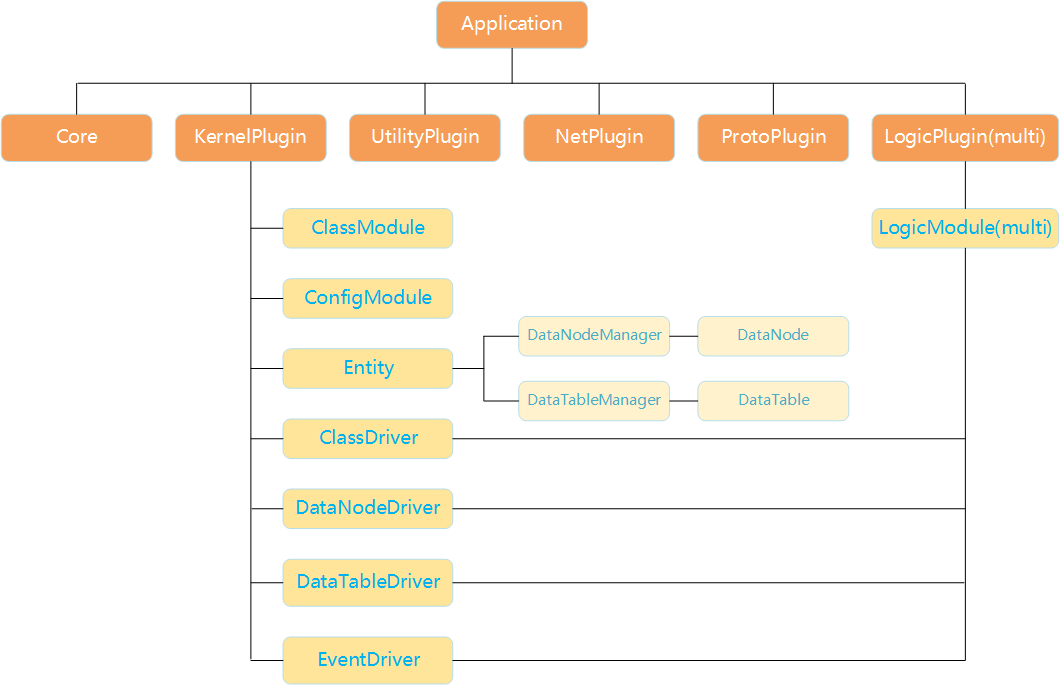 Application
Core
KernelPlugin
UtilityPlugin
NetPlugin
ProtoPlugin
LogicPlugin(multi)
ClassModule
LogicModule(multi)
ConfigModule
DataNodeManager
DataNode
Entity
DataTableManager
DataTable
ClassDriver
DataNodeDriver
DataTableDriver
EventDriver